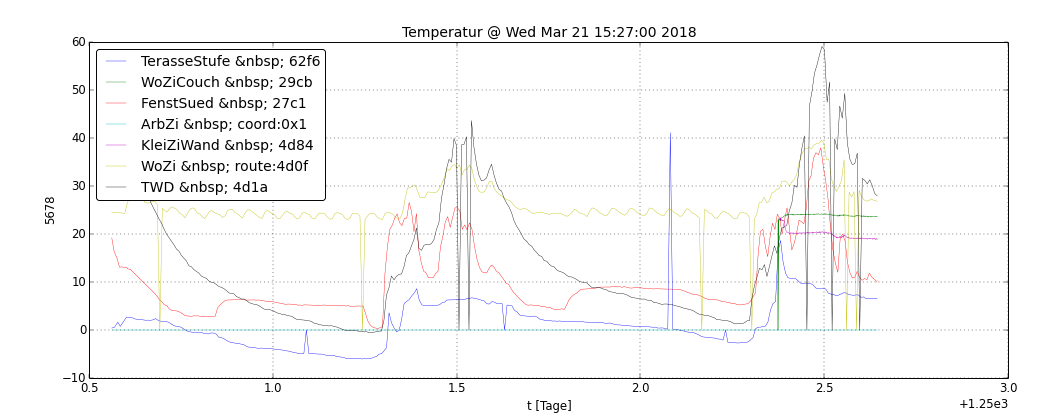 Temperatur @ Wed Mar 21 15:27:00 2018
60
50
40
30
20
10
0
−10
5678
TerasseStufe &nbsp; 62f6
WoZiCouch &nbsp; 29cb
FenstSued &nbsp; 27c1
ArbZi &nbsp; coord:0x1
KleiZiWand &nbsp; 4d84
WoZi &nbsp; route:4d0f
TWD &nbsp; 4d1a
0.5 1.0 1.5 2.0 2.5 3.0
t [Tage]
+1.25e3